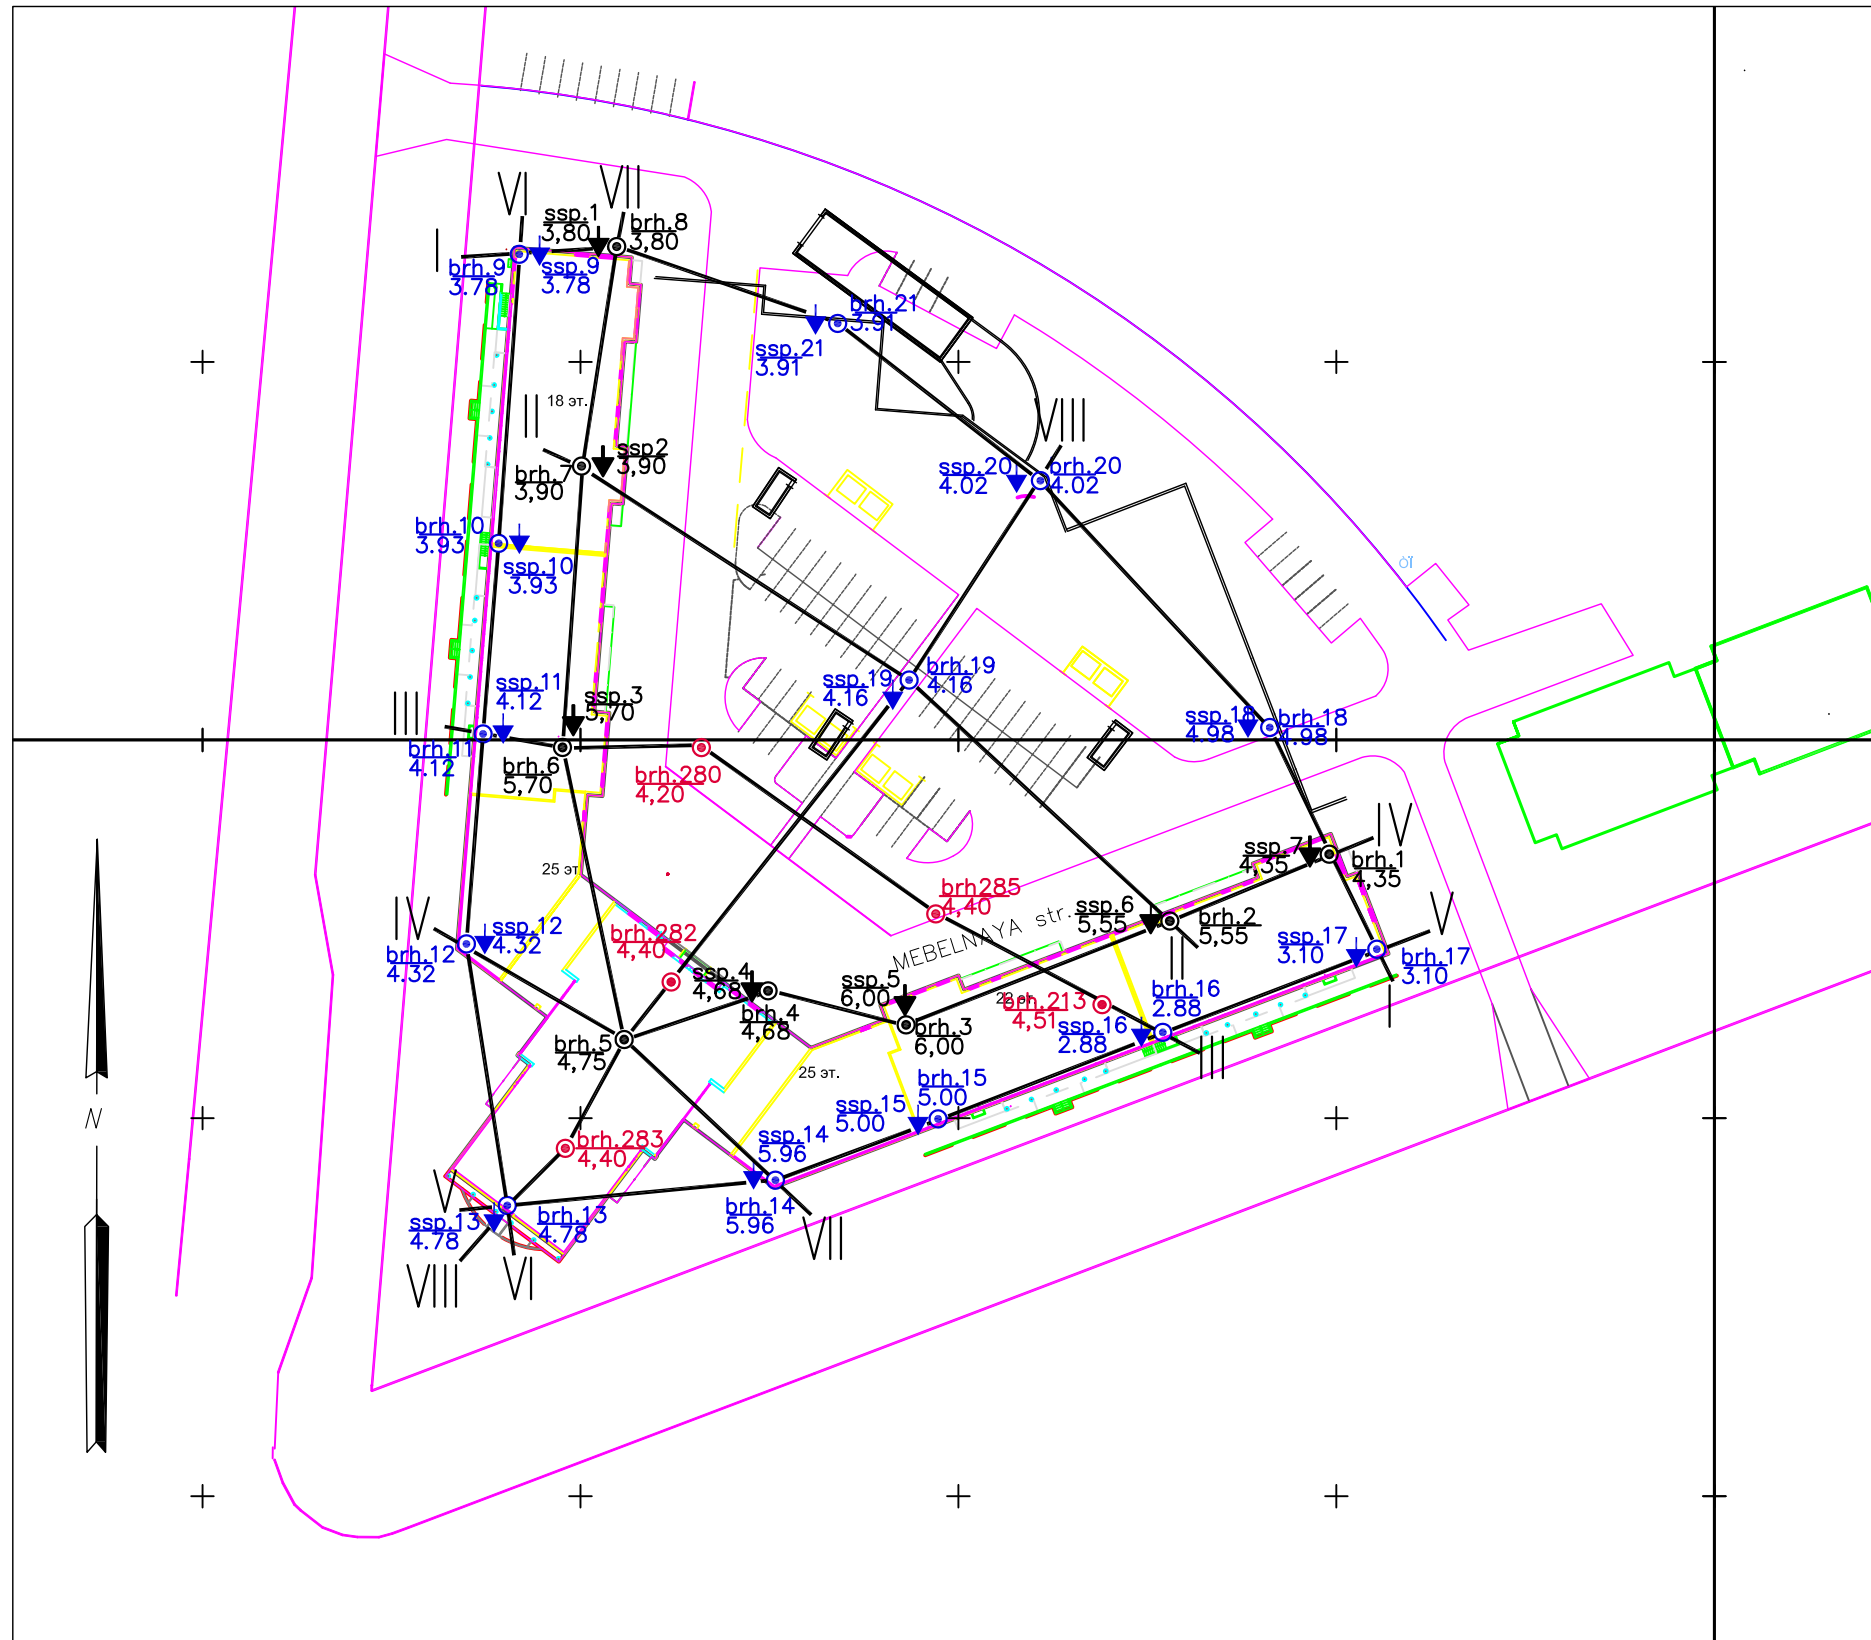 VI
VII
ssp.1
3,80
brh.8
3,80
I
brh.9
3.78
ssp.9
3.78
brh.21
3.91
ssp.21
3.91
II
18 эт.
VIII
ssp2
3,90
brh.7
3,90
ssp.20
4.02
brh.20
4.02
brh.10
3.93
ssp.10
3.93
ssp.11
4.12
III
ssp.3
5,70
brh.11
4.12
brh.6
5,70
ssp.19
4.16
brh.19
4.16
ssp.18
4.98
brh.18
4.98
brh.280
4,20
IV
ssp.7
4,35
brh.1
4,35
25 эт.
brh285
4,40
MEBELNAYA str.
ssp.6
5,55
brh.2
5,55
II
V
IV
ssp.12
4.32
brh.12
4.32
brh.282
4,40
ssp.4
4,68
brh.4
4,68
ssp.5
6,00
brh.3
6,00
ssp.17
3.10
brh.17
3.10
I
22 эт.
brh.213
4,51
brh.16
2.88
ssp.16
2.88
III
brh.5
4,75
25 эт.
brh.15
5.00
ssp.15
5.00
N
brh.283
4,40
ssp.14
5.96
brh.14
5.96
VII
V
ssp.13
4.78
brh.13
4.78
VIII
VI